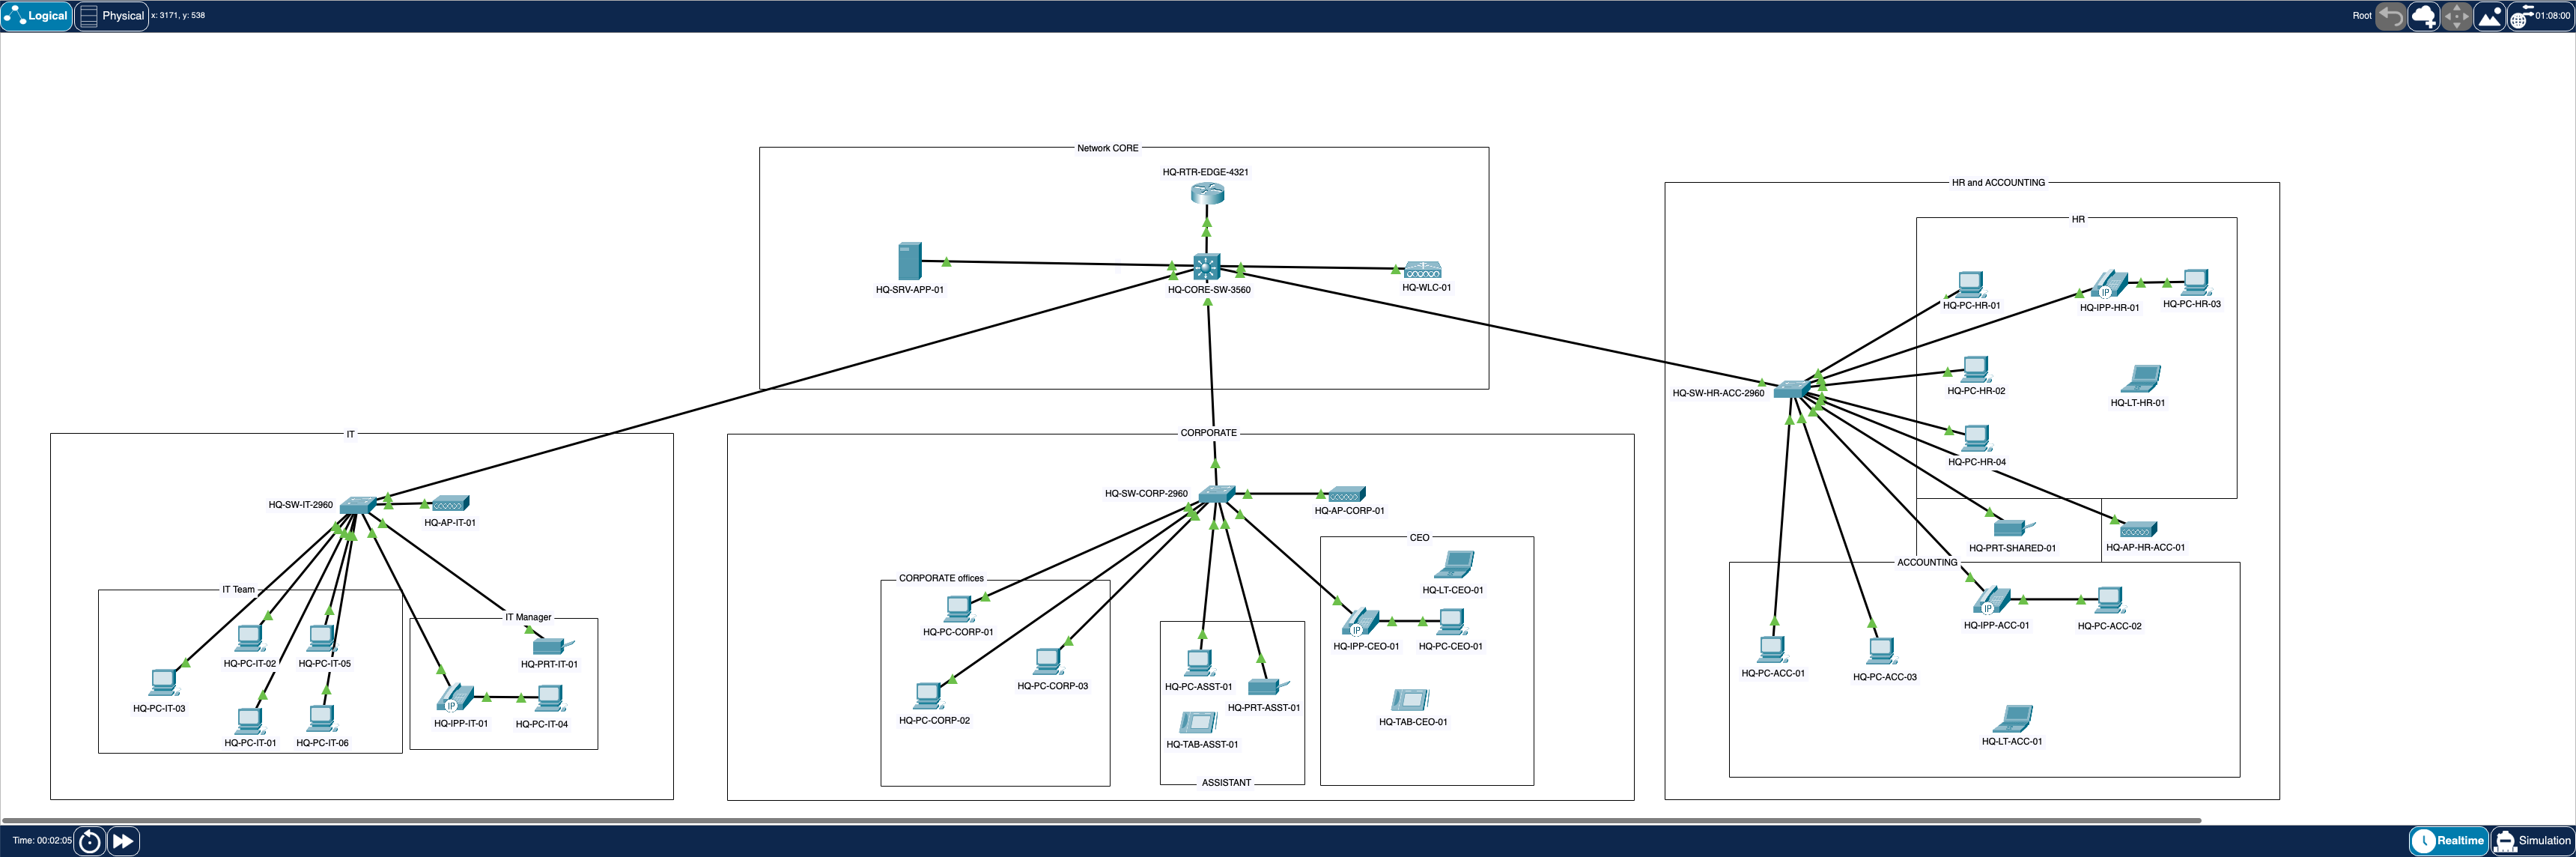 Logical
Physical
x: 3171, y: 538
Root
01:08:00
Network CORE
HQ-RTR-EDGE-4321
HQ-SRV-APP-01
HQ-CORE-SW-3560
HQ-WLC-01
HR and ACCOUNTING
HR
HQ-PC-HR-01
HQ-IPP-HR-01
IP
HQ-PC-HR-03
HQ-SW-HR-ACC-2960
HQ-PC-HR-02
HQ-LT-HR-01
HQ-PC-HR-04
HQ-PRT-SHARED-01
HQ-AP-HR-ACC-01
ACCOUNTING
IP
HQ-IPP-ACC-01
HQ-PC-ACC-02
HQ-PC-ACC-01
HQ-PC-ACC-03
HQ-LT-ACC-01
IT
HQ-SW-IT-2960
HQ-AP-IT-01
IT Team
HQ-PC-IT-02
HQ-PC-IT-05
HQ-PC-IT-03
HQ-PC-IT-01
HQ-PC-IT-06
IT Manager
HQ-PRT-IT-01
IP
HQ-IPP-IT-01
HQ-PC-IT-04
CORPORATE
HQ-SW-CORP-2960
HQ-AP-CORP-01
CORPORATE offices
HQ-PC-CORP-01
HQ-PC-CORP-03
HQ-PC-CORP-02
HQ-PC-ASST-01
HQ-PRT-ASST-01
HQ-TAB-ASST-01
ASSISTANT
CEO
HQ-LT-CEO-01
IP
HQ-IPP-CEO-01
HQ-PC-CEO-01
HQ-TAB-CEO-01
Time: 00:02:05
Realtime
Simulation